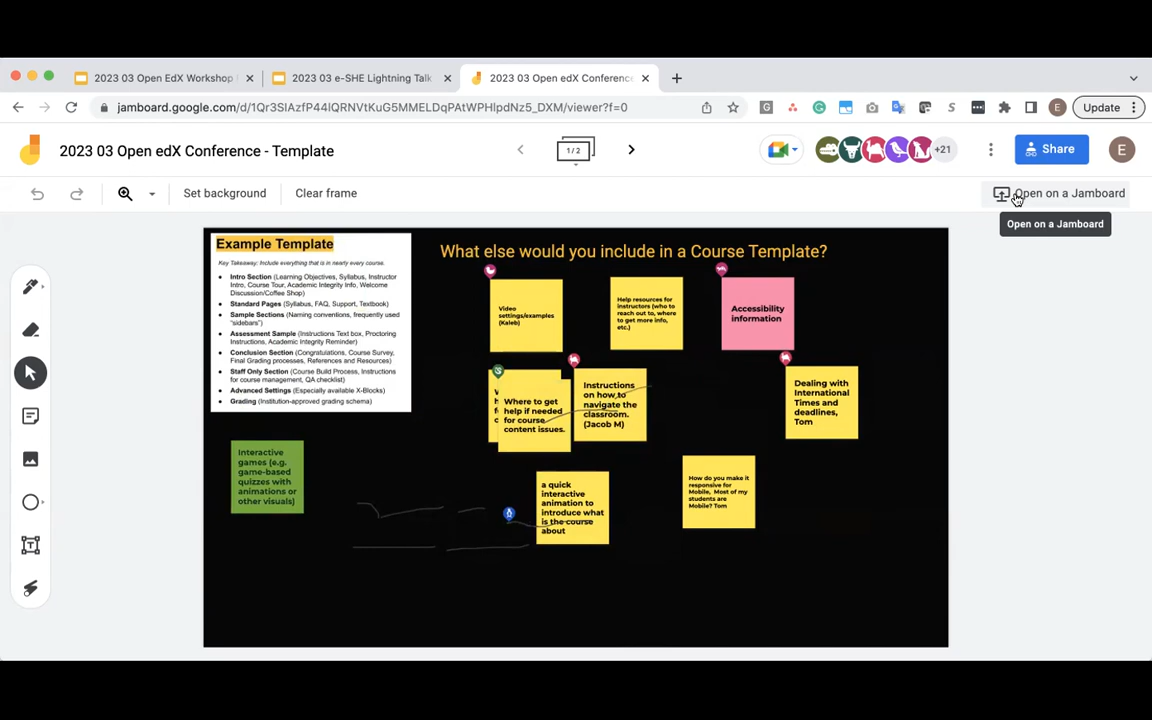 2023 03 Open EdX Workshop
2023 03 e-SHE Lightning Talk
2023 03 Open edX Conference
jamboard.google.com/d/1Qr3SIAzfP44lQRNVtKuG5MMELDqPAtWPHlpdNz5_DXM/viewer?f=0
E
Update
2023 03 Open edX Conference - Template
1/2
+21
Share
E
Set background
Clear frame
Open on a Jamboard
Open on a Jamboard
Example Template
Key Takeaway: Include everything that is in nearly every course.
Intro Section (Learning Objectives, Syllabus, Instructor
Intro, Course Tour, Academic Integrity Info, Welcome
Discussion/Coffee Shop)
Standard Pages (Syllabus, FAQ, Support, Textbook)
Sample Sections (Naming conventions, frequently used
"sidebars")
Assessment Sample (Instructions Text box, Proctoring
Instructions, Academic Integrity Reminder)
Conclusion Section (Congratulations, Course Survey,
Final Grading processes, References and Resources)
Staff Only Section (Course Build Process, Instructions
for course management, QA checklist)
Advanced Settings (Especially available X-Blocks)
Grading (Institution-approved grading schema)
What else would you include in a Course Template?
Video
settings/examples
(Kaleb)
Help resources for
instructors (who to
reach out to, where
to get more info,
etc.)
Accessibility
information
Where to get
help if needed
for course
content issues.
Instructions
on how to
navigate the
classroom.
(Jacob M)
Dealing with
International
Times and
deadlines,
Tom
Interactive
games (e.g.
game-based
quizzes with
animations or
other visuals)
a quick
interactive
animation to
introduce what
is the course
about
How do you make it
responsive for
Mobile, Most of my
students are
Mobile? Tom